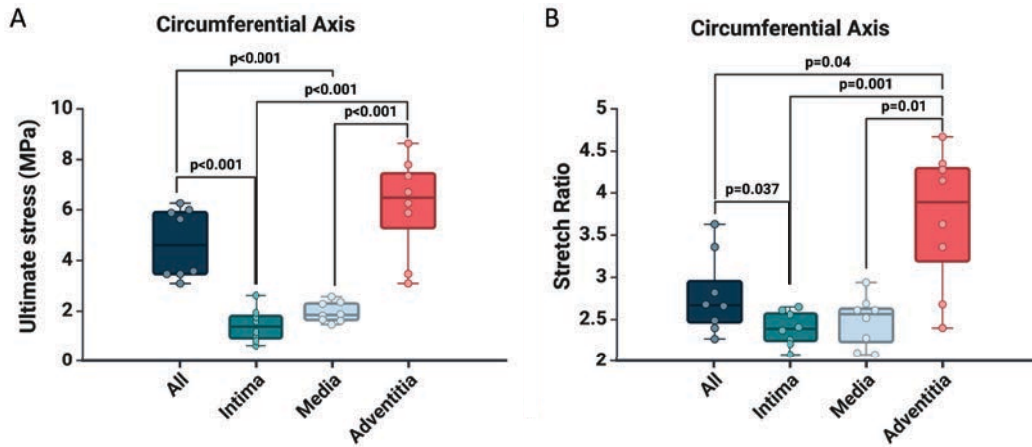 A
Circumferential Axis
p<0.001
p<0.001
p<0.001
p<0.001
Ultimate stress (MPa)
10
8
6
4
2
0
All
Intima
Media
Adventitia
B
Circumferential Axis
p=0.04
p=0.001
p=0.01
p=0.037
Stretch Ratio
5
4.5
4
3.5
3
2.5
2
All
Intima
Media
Adventitia